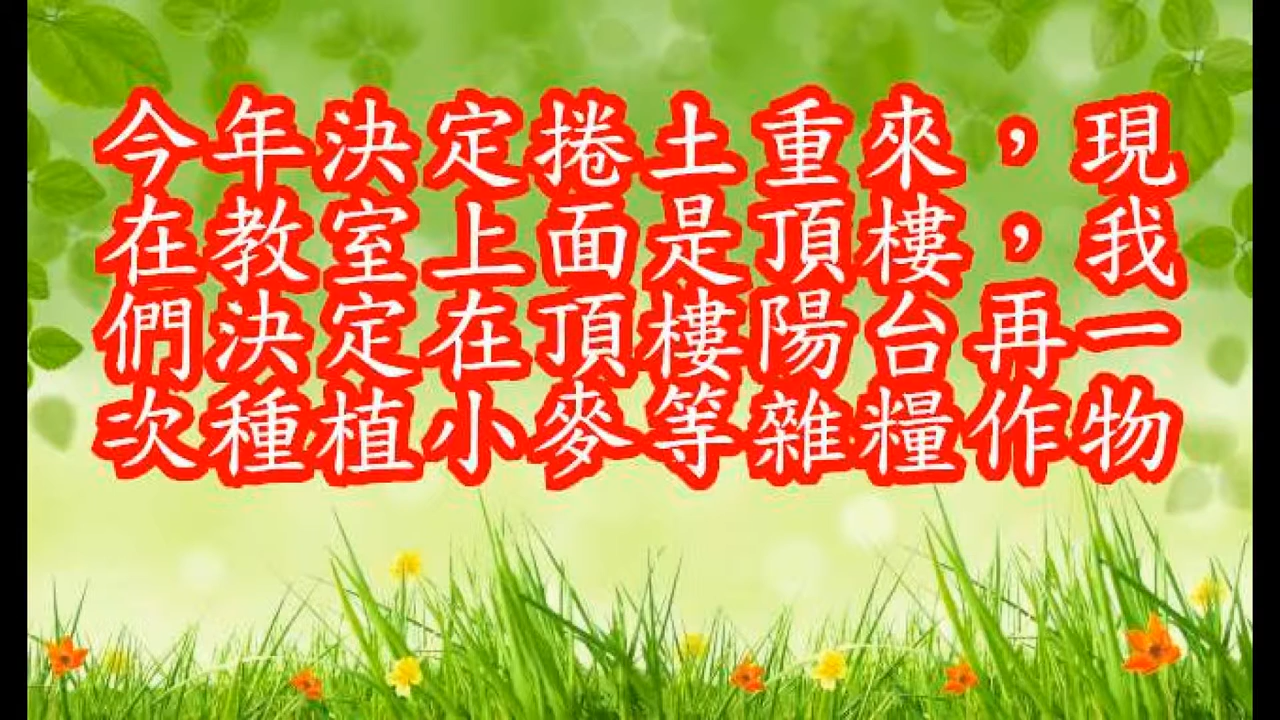 今年決定捲土重來，現
在教室上面是頂樓，我
們決定在頂樓陽台再一
次種植小麥等雜糧作物